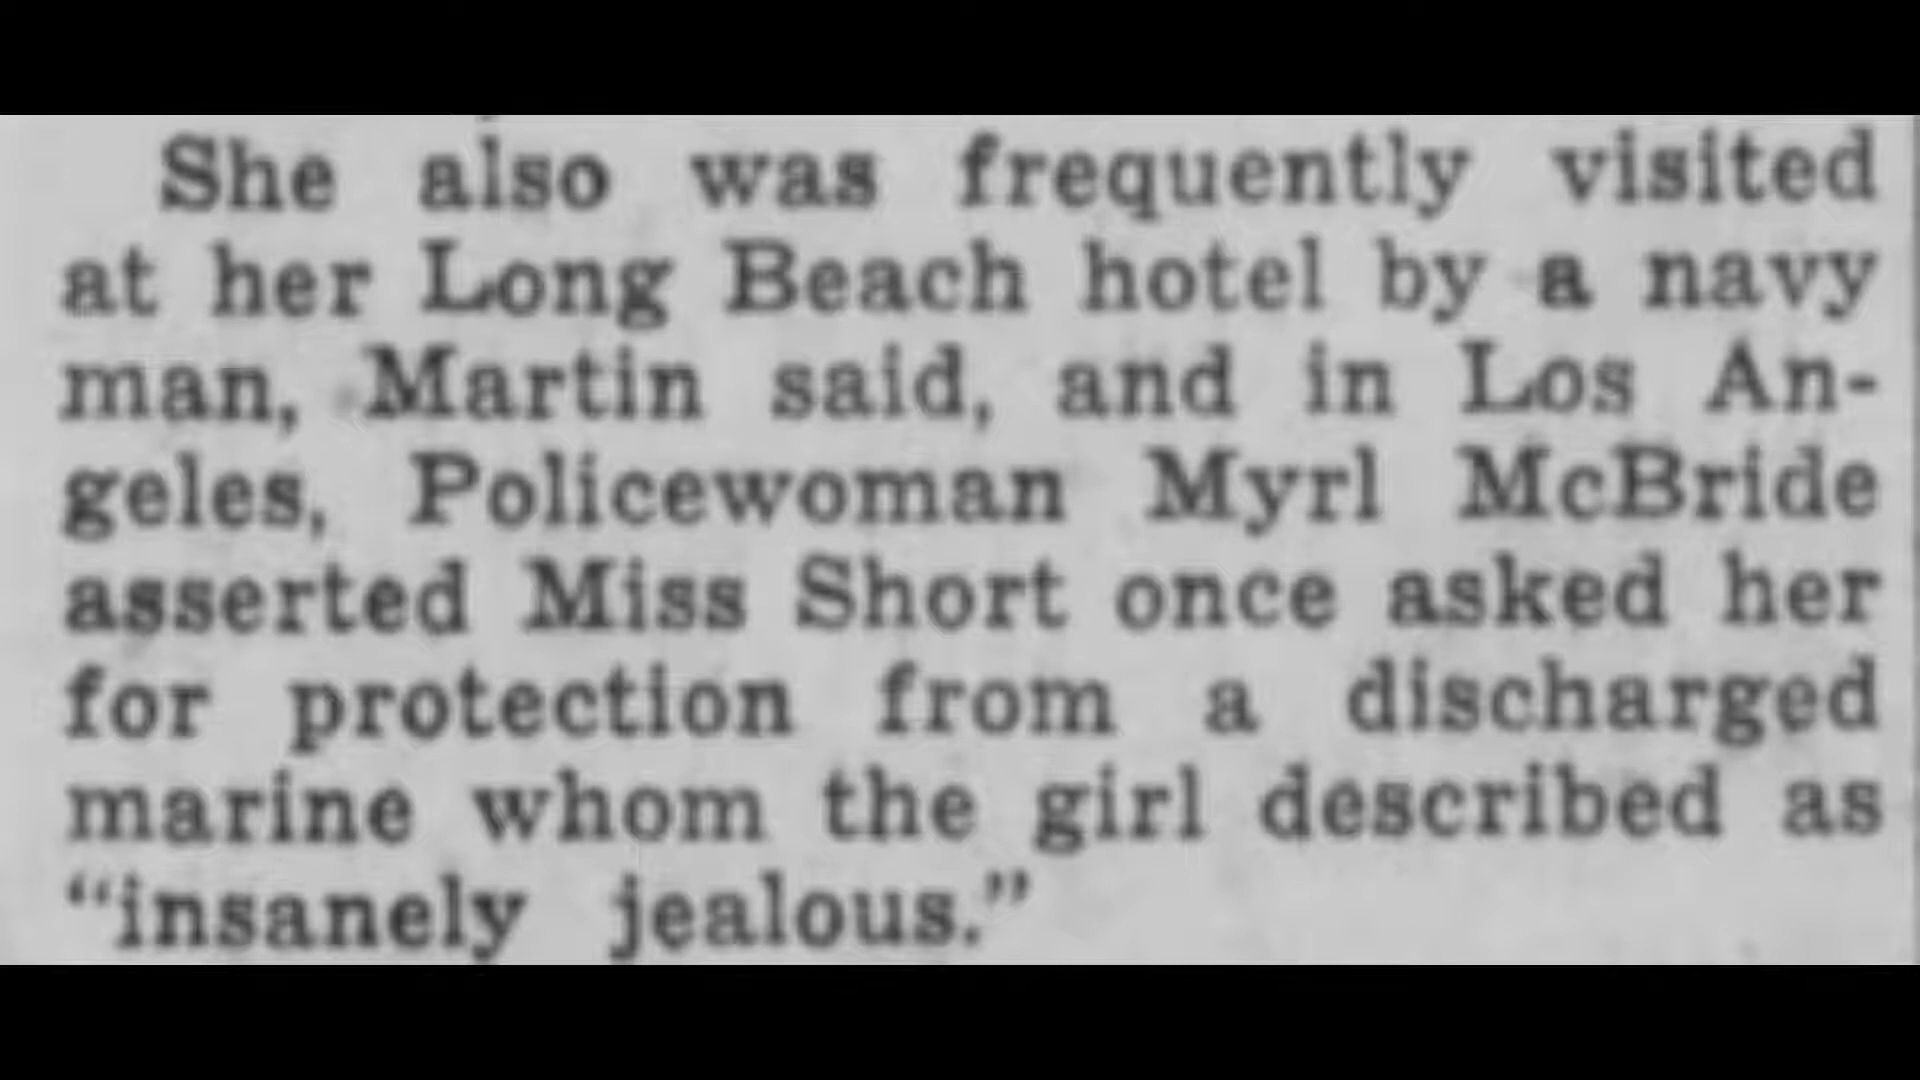 She also was frequently visited
at her Long Beach hotel by a navy
man, Martin said, and in Los An-
geles, Policewoman Myrl McBride
asserted Miss Short once asked her
for protection from a discharged
marine whom the girl described as
“insanely jealous.”